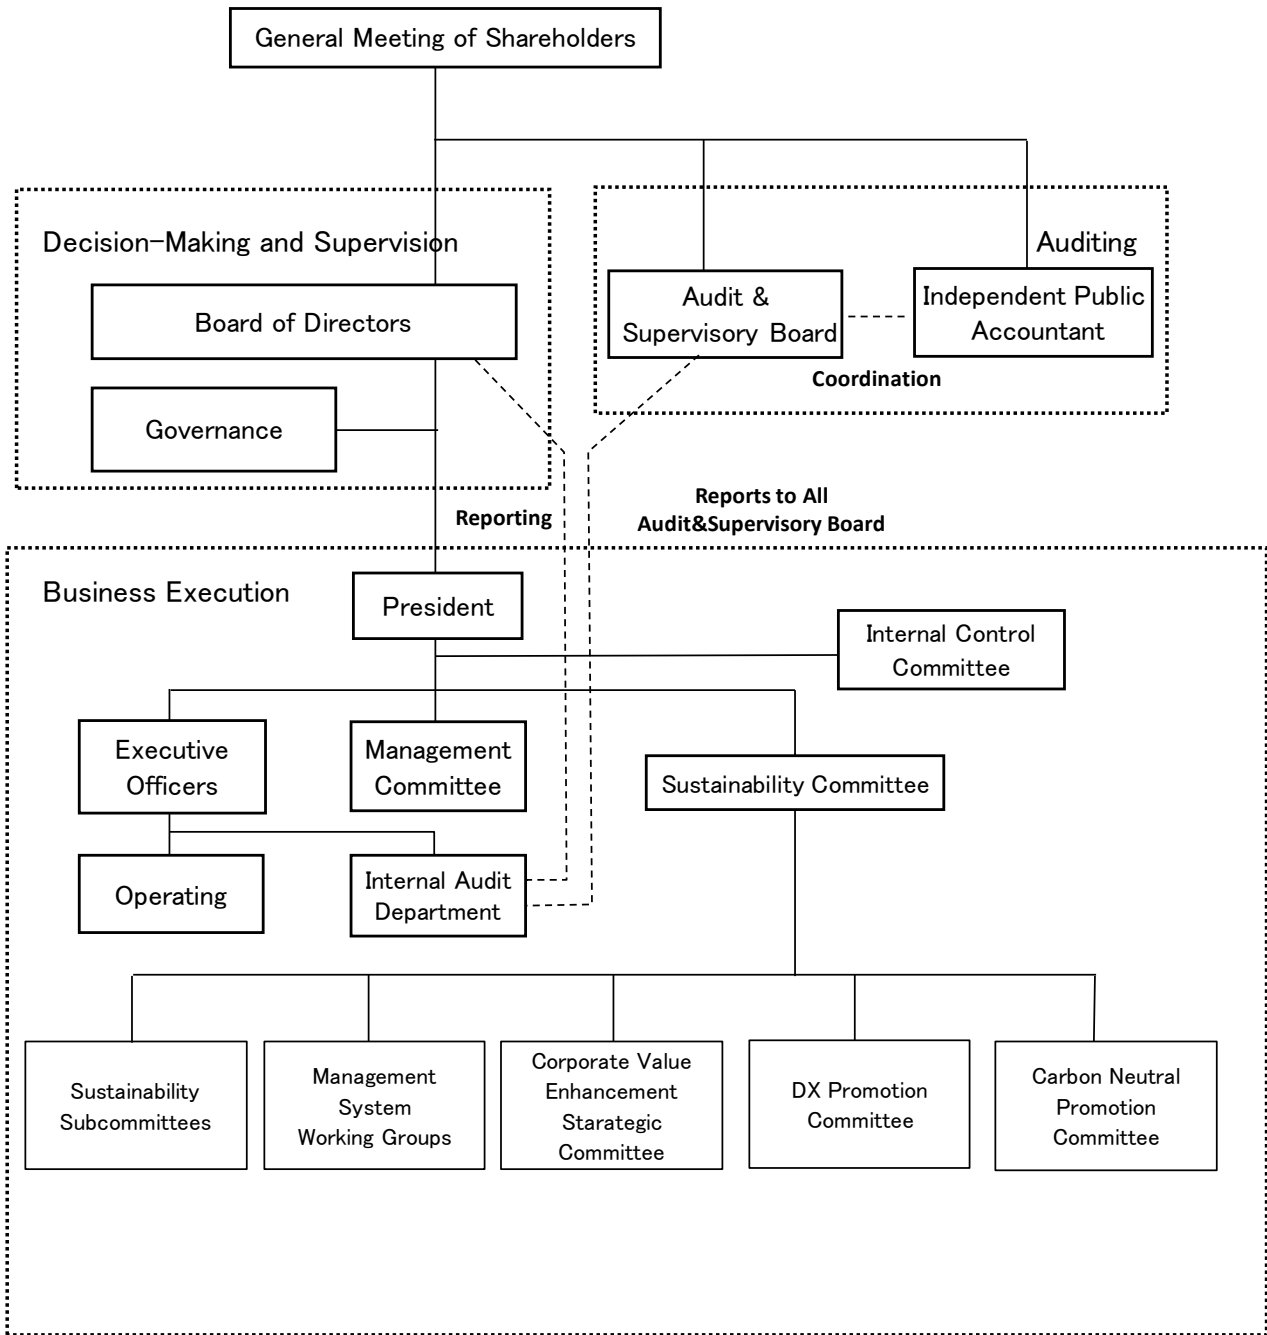 General Meeting of Shareholders
Decision-Making and Supervision
Auditing
Board of Directors
Audit &
Supervisory Board
Independent Public
Accountant
Coordination
Governance
Reporting
Reports to All
Audit&Supervisory Board
Business Execution
President
Internal Control
Committee
Executive
Officers
Management
Committee
Sustainability Committee
Operating
Internal Audit
Department
Sustainability
Subcommittees
Management
System
Working Groups
Corporate Value
Enhancement
Starategic
Committee
DX Promotion
Committee
Carbon Neutral
Promotion
Committee